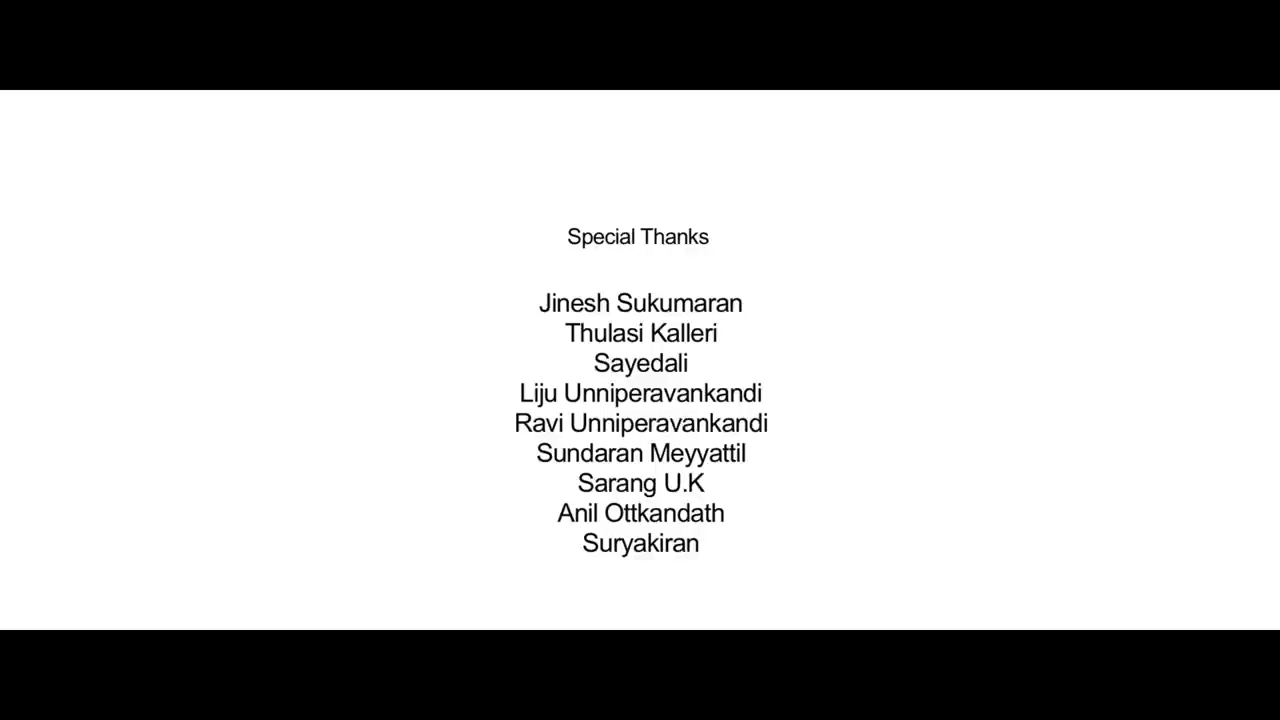 Special Thanks
Jinesh Sukumaran
Thulasi Kalleri
Sayedali
Liju Unniperavankandi
Ravi Unniperavankandi
Sundaran Meyyattil
Sarang U.K
Anil Ottkandath
Suryakiran